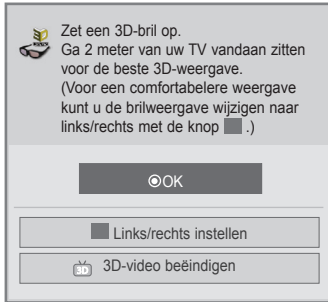 Zet een 3D-bril op.
Ga 2 meter van uw TV vandaan zitten
voor de beste 3D-weergave.
(Voor een comfortabelere weergave
kunt u de brilweergave wijzigen naar
links/rechts met de knop .)
OK
Links/rechts instellen
3D 3D-video beëindigen